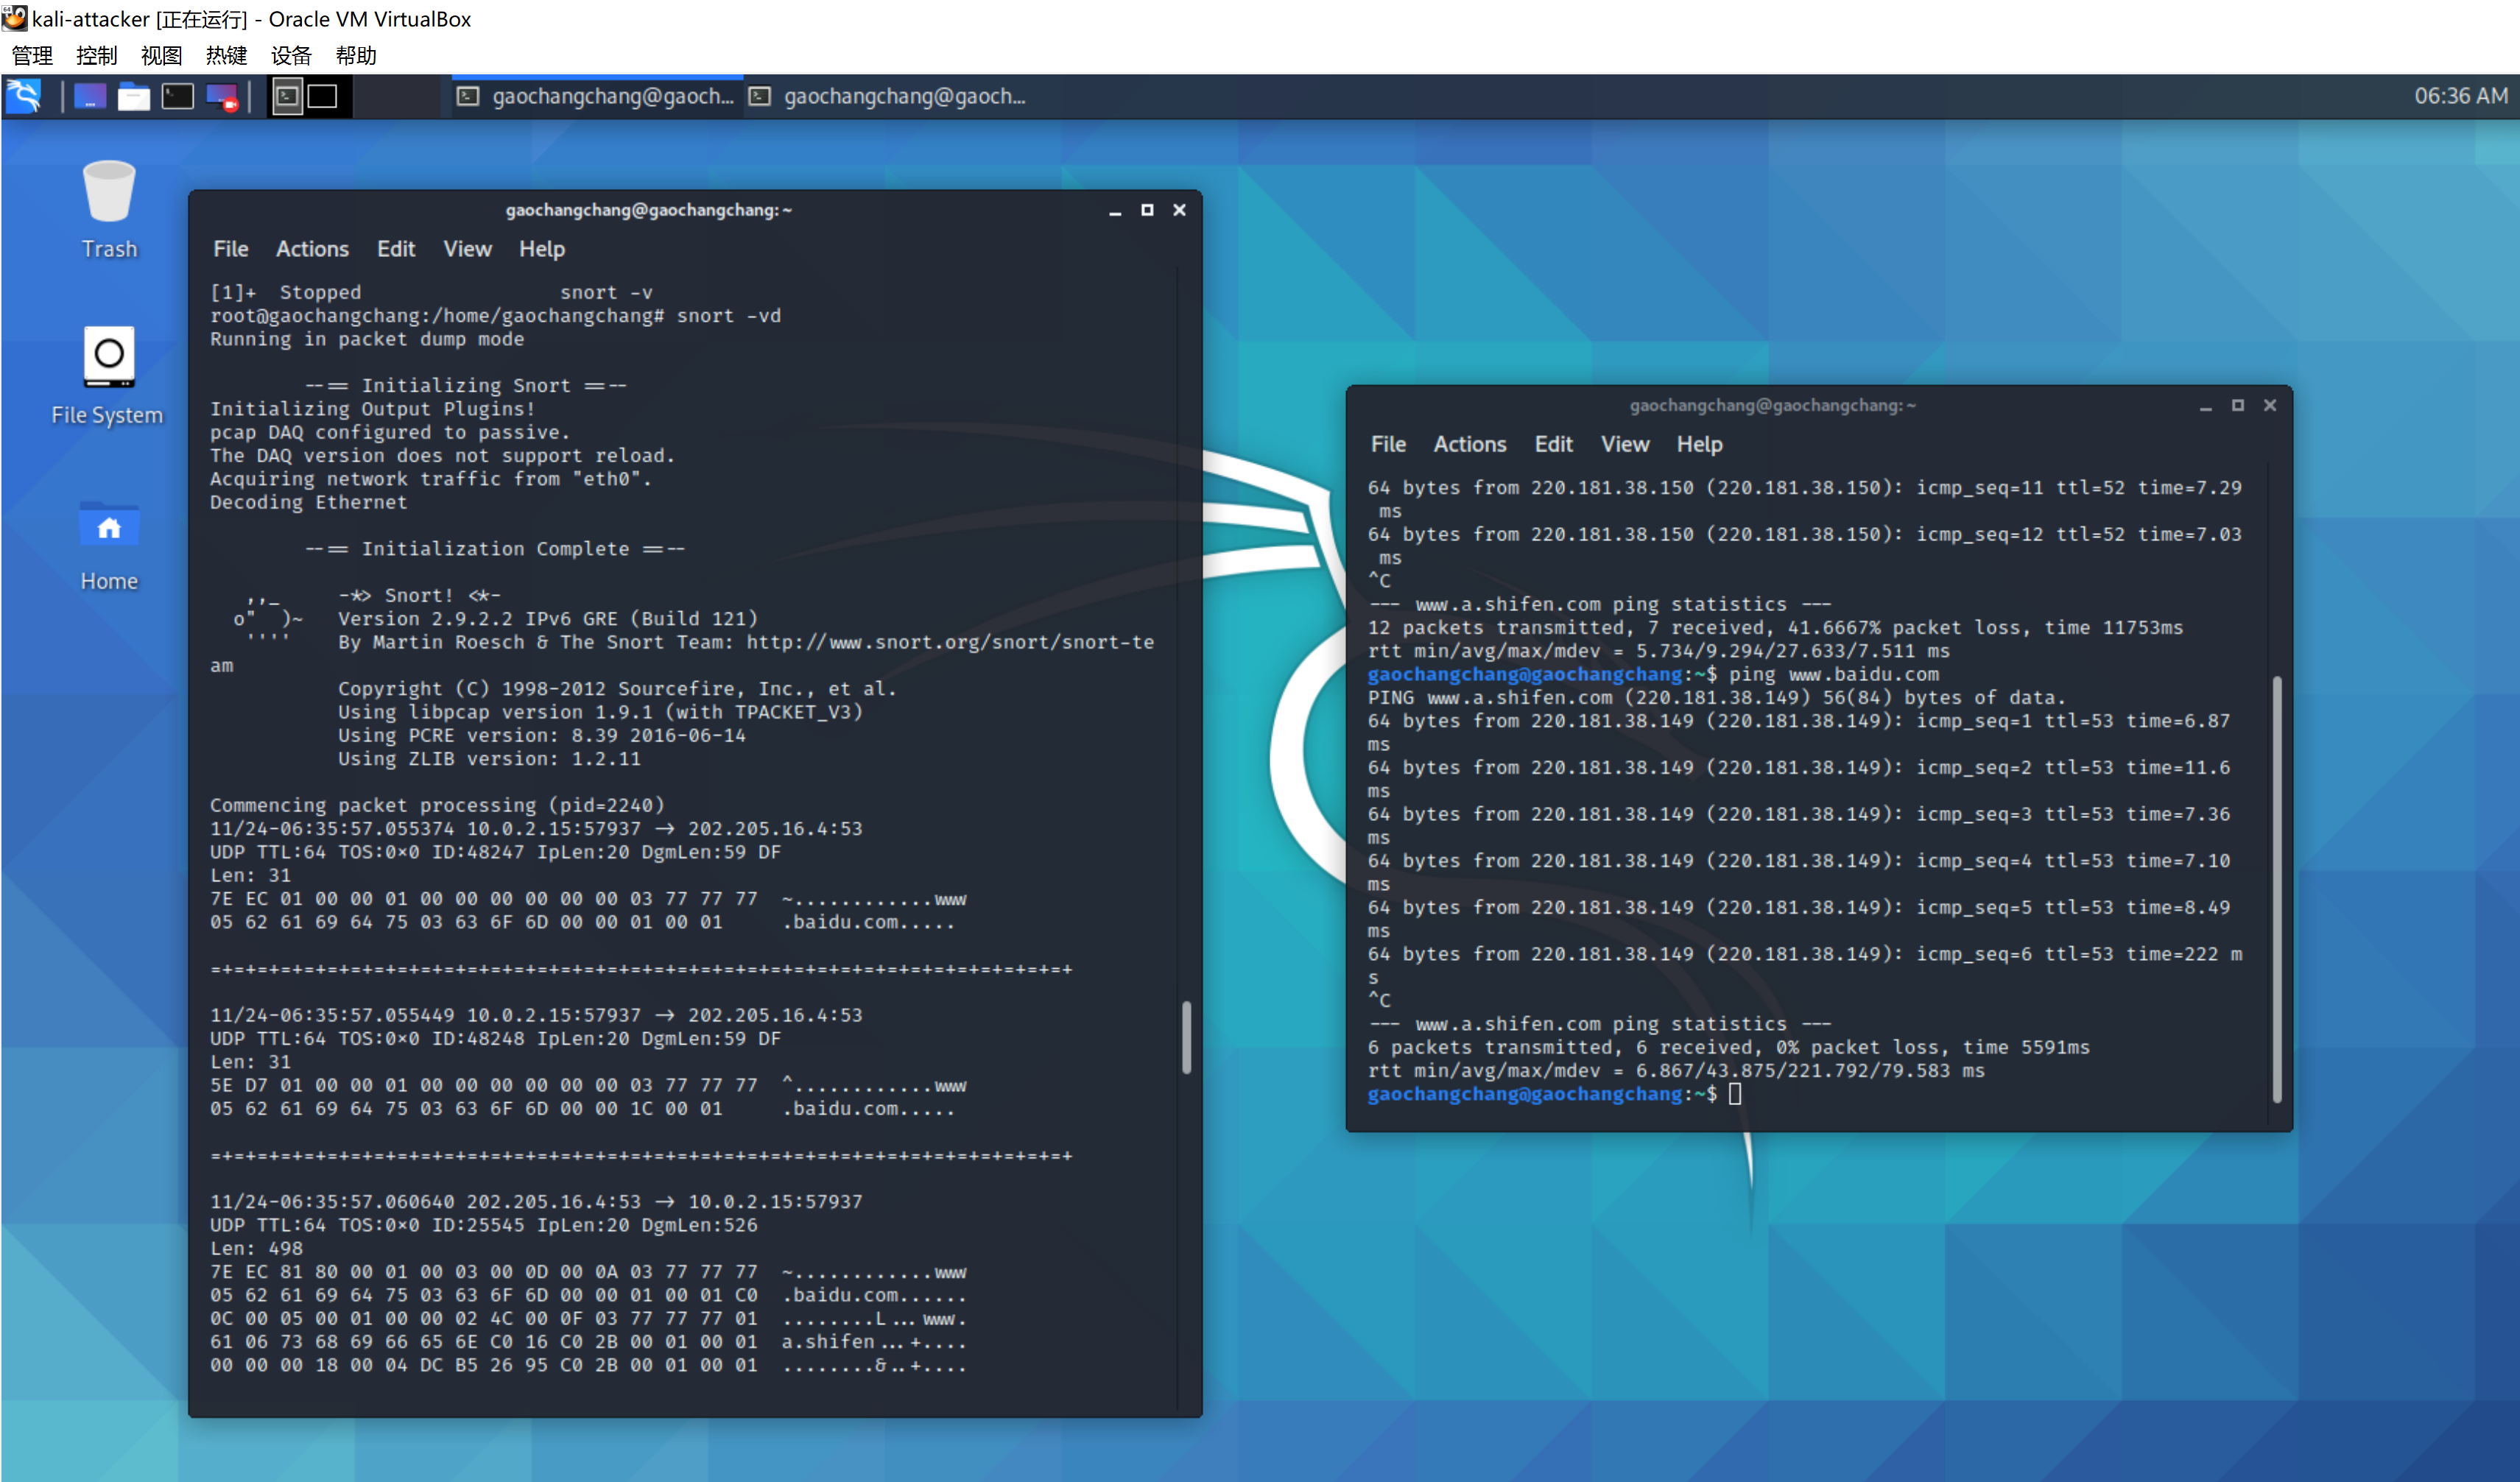 kali-attacker [正在运行] - Oracle VM VirtualBox
管理 控制 视图 热键 设备 帮助
gaochangchang@gaoch... gaochangchang@gaoch... 06:36 AM
Trash
File System
Home
gaochangchang@gaochangchang:~
File Actions Edit View Help
[1]+  Stopped                 snort -v
root@gaochangchang:/home/gaochangchang# snort -vd
Running in packet dump mode
--== Initializing Snort ==--
Initializing Output Plugins!
pcap DAQ configured to passive.
The DAQ version does not support reload.
Acquiring network traffic from "eth0".
Decoding Ethernet
--== Initialization Complete ==--
,,_     -*> Snort! <*-
o"  )~   Version 2.9.2.2 IPv6 GRE (Build 121)
''''    By Martin Roesch & The Snort Team: http://www.snort.org/snort/snort-te
am
Copyright (C) 1998-2012 Sourcefire, Inc., et al.
Using libpcap version 1.9.1 (with TPACKET_V3)
Using PCRE version: 8.39 2016-06-14
Using ZLIB version: 1.2.11
Commencing packet processing (pid=2240)
11/24-06:35:57.055374 10.0.2.15:57937 -> 202.205.16.4:53
UDP TTL:64 TOS:0x0 ID:48247 IpLen:20 DgmLen:59 DF
Len: 31
7E EC 01 00 00 01 00 00 00 00 00 00 03 77 77 77  ~............www
05 62 61 69 64 75 03 63 6F 6D 00 00 01 00 01     .baidu.com.....
=+=+=+=+=+=+=+=+=+=+=+=+=+=+=+=+=+=+=+=+=+=+=+=+=+=+=+=+=+=+=+=+=+=+=+=+=+
11/24-06:35:57.055449 10.0.2.15:57937 -> 202.205.16.4:53
UDP TTL:64 TOS:0x0 ID:48248 IpLen:20 DgmLen:59 DF
Len: 31
5E D7 01 00 00 01 00 00 00 00 00 00 03 77 77 77  ^............www
05 62 61 69 64 75 03 63 6F 6D 00 00 1C 00 01     .baidu.com.....
=+=+=+=+=+=+=+=+=+=+=+=+=+=+=+=+=+=+=+=+=+=+=+=+=+=+=+=+=+=+=+=+=+=+=+=+=+
11/24-06:35:57.060640 202.205.16.4:53 -> 10.0.2.15:57937
UDP TTL:64 TOS:0x0 ID:25545 IpLen:20 DgmLen:526
Len: 498
7E EC 81 80 00 01 00 03 00 0D 00 0A 03 77 77 77  ~............www
05 62 61 69 64 75 03 63 6F 6D 00 00 01 00 01 C0  .baidu.com......
0C 00 05 00 01 00 00 02 4C 00 0F 03 77 77 77 01  ........L...www.
61 06 73 68 69 66 65 6E C0 16 C0 2B 00 01 00 01  a.shifen...+....
00 00 00 18 00 04 DC B5 26 95 C0 2B 00 01 00 01  ........&..+....
gaochangchang@gaochangchang:~
File Actions Edit View Help
64 bytes from 220.181.38.150 (220.181.38.150): icmp_seq=11 ttl=52 time=7.29
ms
64 bytes from 220.181.38.150 (220.181.38.150): icmp_seq=12 ttl=52 time=7.03
ms
^C
--- www.a.shifen.com ping statistics ---
12 packets transmitted, 7 received, 41.6667% packet loss, time 11753ms
rtt min/avg/max/mdev = 5.734/9.294/27.633/7.511 ms
gaochangchang@gaochangchang:~$ ping www.baidu.com
PING www.a.shifen.com (220.181.38.149) 56(84) bytes of data.
64 bytes from 220.181.38.149 (220.181.38.149): icmp_seq=1 ttl=53 time=6.87
ms
64 bytes from 220.181.38.149 (220.181.38.149): icmp_seq=2 ttl=53 time=11.6
ms
64 bytes from 220.181.38.149 (220.181.38.149): icmp_seq=3 ttl=53 time=7.36
ms
64 bytes from 220.181.38.149 (220.181.38.149): icmp_seq=4 ttl=53 time=7.10
ms
64 bytes from 220.181.38.149 (220.181.38.149): icmp_seq=5 ttl=53 time=8.49
ms
64 bytes from 220.181.38.149 (220.181.38.149): icmp_seq=6 ttl=53 time=222 m
s
^C
--- www.a.shifen.com ping statistics ---
6 packets transmitted, 6 received, 0% packet loss, time 5591ms
rtt min/avg/max/mdev = 6.867/43.875/221.792/79.583 ms
gaochangchang@gaochangchang:~$